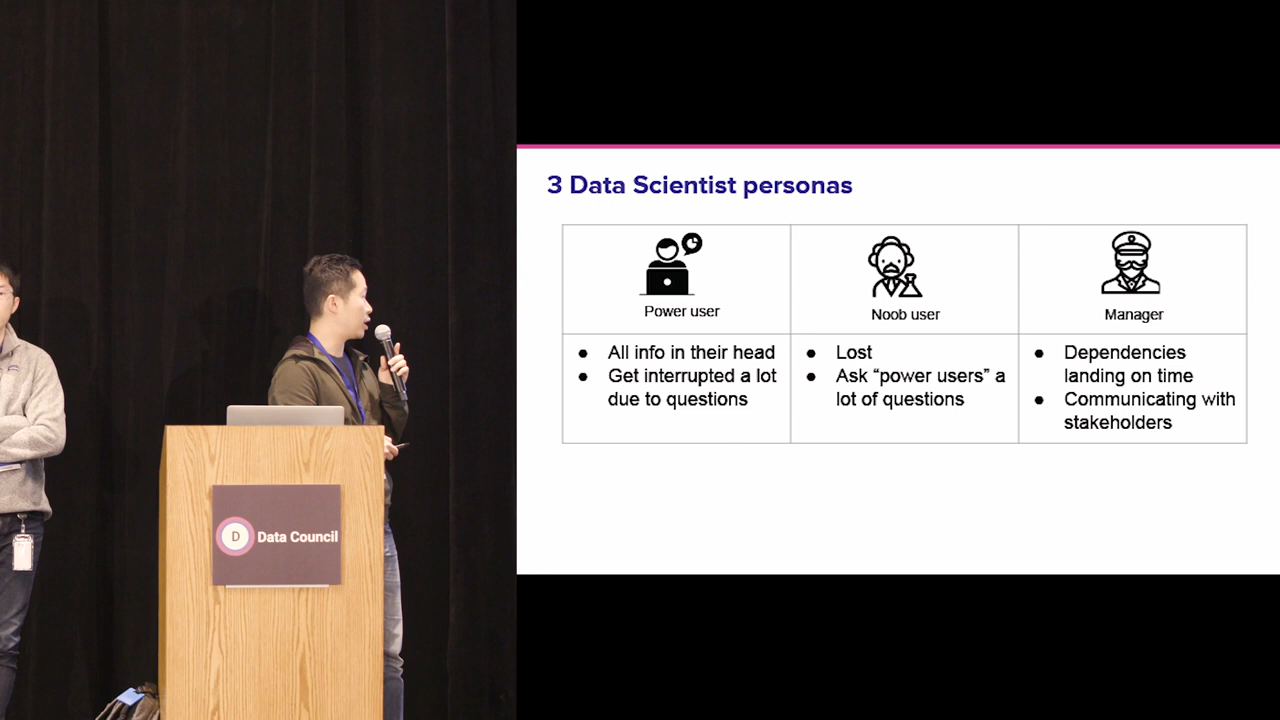 3 Data Scientist personas
Power user
Noob user
Manager
● All info in their head
● Get interrupted a lot
due to questions
● Lost
● Ask “power users” a
lot of questions
● Dependencies
landing on time
● Communicating with
stakeholders
D Data Council